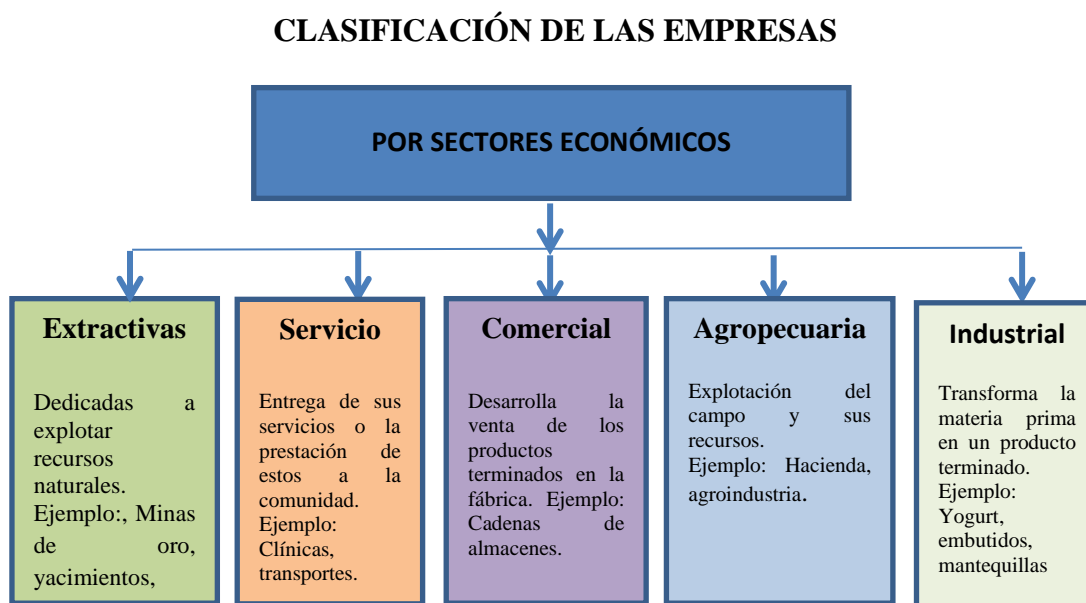 CLASIFICACIÓN DE LAS EMPRESAS
POR SECTORES ECONÓMICOS
Extractivas
Dedicadas a
explotar
recursos
naturales.
Ejemplo:, Minas
de oro,
yacimientos,
Servicio
Entrega de sus
servicios o la
prestación de
estos a la
comunidad.
Ejemplo:
Clínicas,
transportes.
Comercial
Desarrolla la
venta de los
productos
terminados en la
fábrica. Ejemplo:
Cadenas de
almacenes.
Agropecuaria
Explotación del
campo y sus
recursos.
Ejemplo: Hacienda,
agroindustria.
Industrial
Transforma la
materia prima
en un producto
terminado.
Ejemplo:
Yogurt,
embutidos,
mantequillas